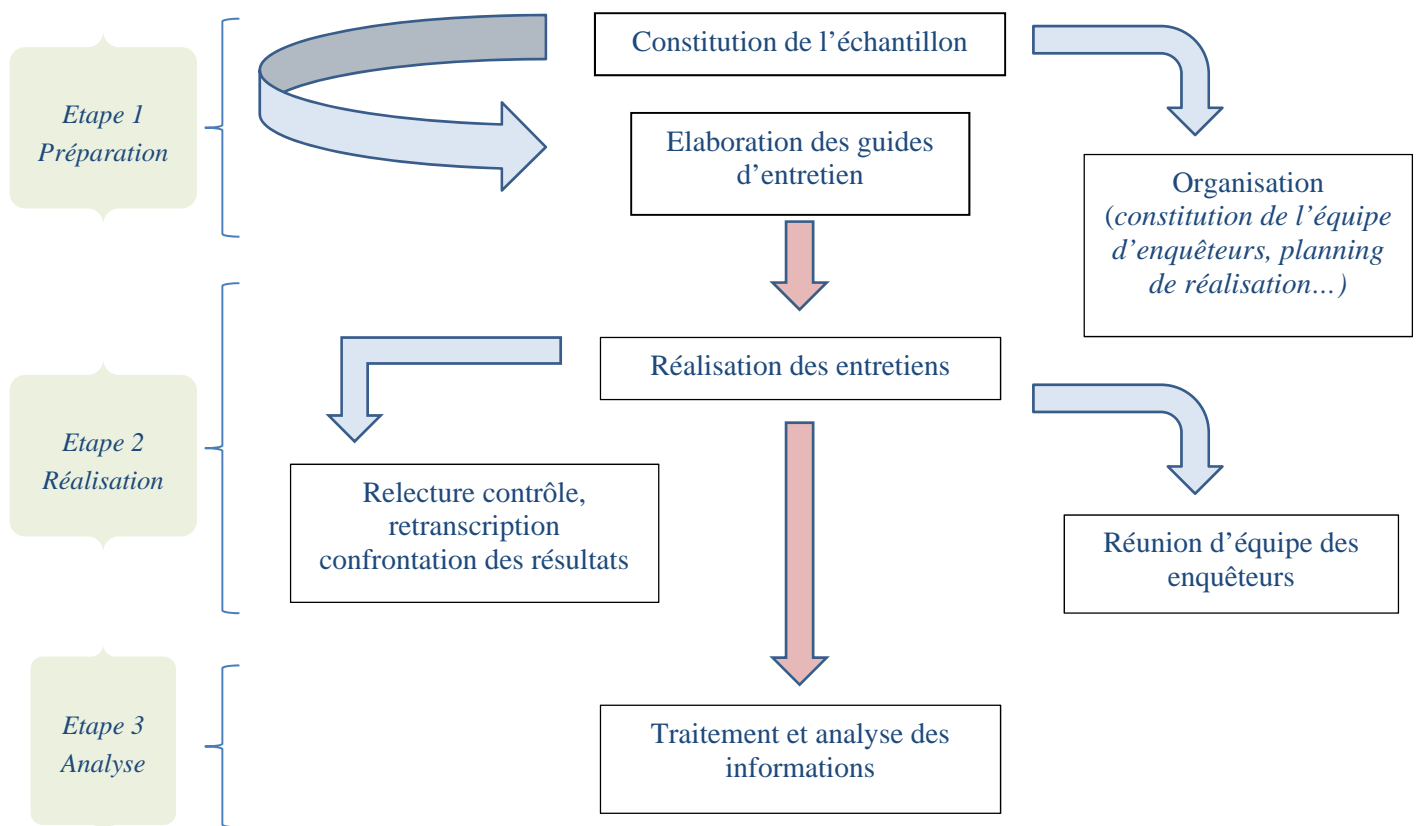 Constitution de l’échantillon
Etape 1
Préparation
Elaboration des guides
d’entretien
Organisation
(constitution de l’équipe
d’enquêteurs, planning
de réalisation…)
Réalisation des entretiens
Etape 2
Réalisation
Relecture contrôle,
retranscription
confrontation des résultats
Réunion d’équipe des
enquêteurs
Etape 3
Analyse
Traitement et analyse des
informations